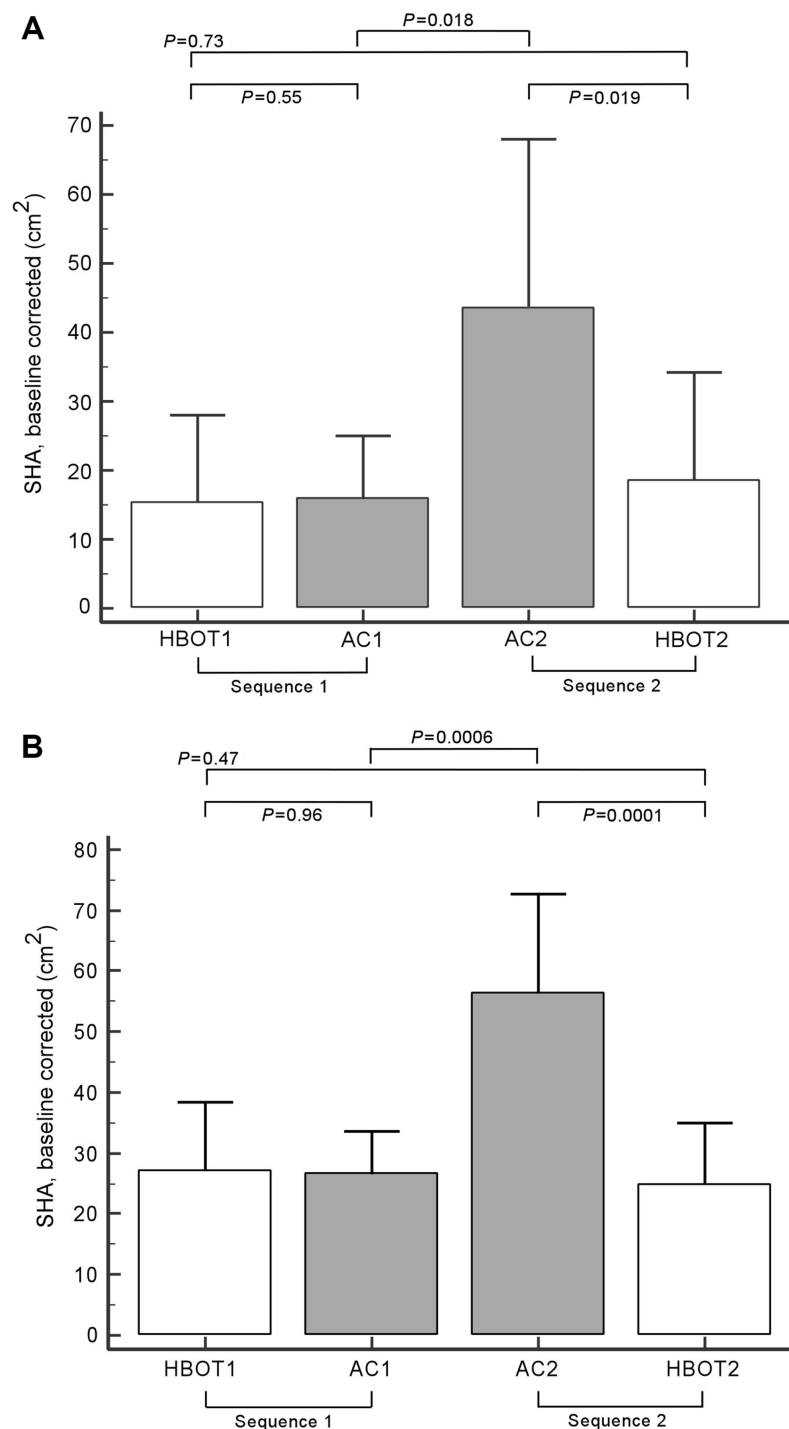 A
P=0.018
P=0.73
P=0.55
P=0.019
SHA, baseline corrected (cm²)
70
60
50
40
30
20
10
0
HBOT1 AC1 AC2 HBOT2
Sequence 1 Sequence 2
B
P=0.0006
P=0.47
P=0.96
P=0.0001
SHA, baseline corrected (cm²)
80
70
60
50
40
30
20
10
0
HBOT1 AC1 AC2 HBOT2
Sequence 1 Sequence 2